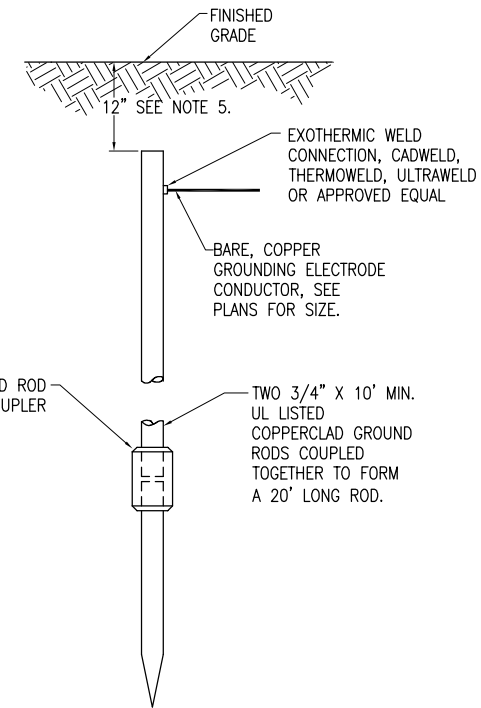 FINISHED
GRADE
12" SEE NOTE 5.
EXOTHERMIC WELD
CONNECTION, CADWELD,
THERMOWELD, ULTRAWELD
OR APPROVED EQUAL
BARE, COPPER
GROUNDING ELECTRODE
CONDUCTOR, SEE
PLANS FOR SIZE.
ROD
TWO 3/4" X 10' MIN.
UL LISTED
COPPERCLAD GROUND
RODS COUPLED
TOGETHER TO FORM
A 20' LONG ROD.